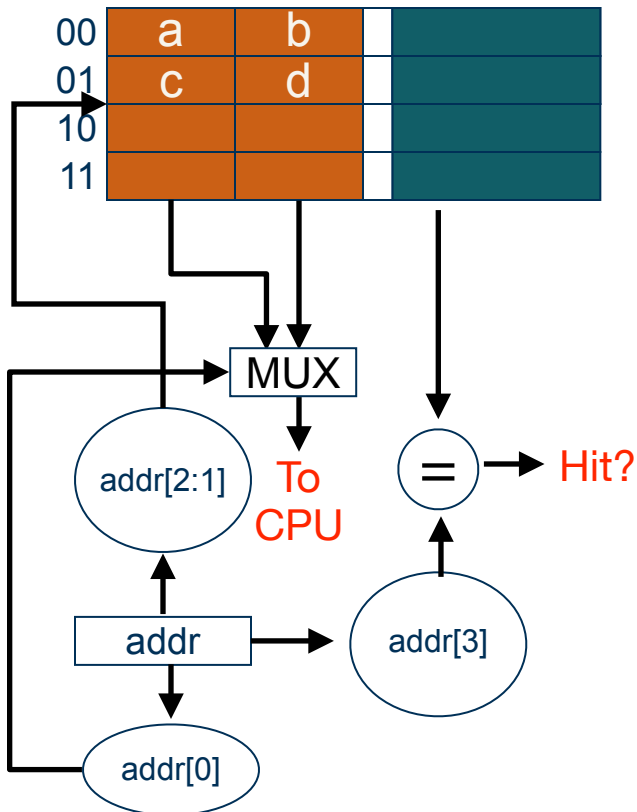 00 a b
01 c d
10
11
MUX
addr[2:1]
To
CPU
=
Hit?
addr
addr[3]
addr[0]